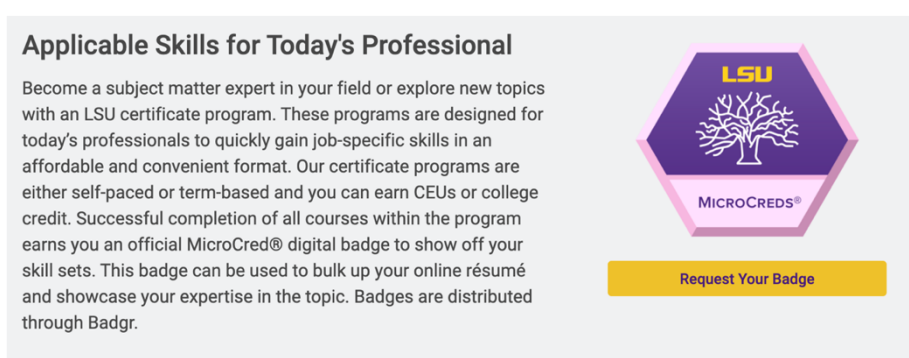 Applicable Skills for Today's Professional
Become a subject matter expert in your field or explore new topics
with an LSU certificate program. These programs are designed for
today’s professionals to quickly gain job-specific skills in an
affordable and convenient format. Our certificate programs are
either self-paced or term-based and you can earn CEUs or college
credit. Successful completion of all courses within the program
earns you an official MicroCred® digital badge to show off your
skill sets. This badge can be used to bulk up your online résumé
and showcase your expertise in the topic. Badges are distributed
through Badgr.
LSU
MICROCREDS®
Request Your Badge